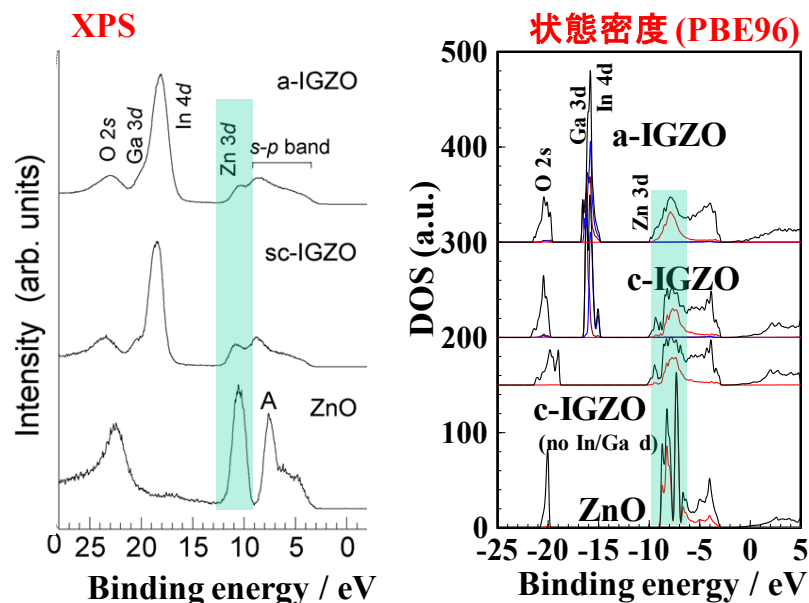 XPS
a-IGZO
O 2s
Ga 3d
In 4d
Zn 3d
s-p band
sc-IGZO
ZnO
A
Intensity (arb. units)
28 20 15 10 5 0
Binding energy / eV
状態密度 (PBE96)
500
400
300
200
100
0
DOS (a.u.)
Ga 3d
In 4d
a-IGZO
O 2s
Zn 3d
c-IGZO
c-IGZO
(no In/Ga d)
ZnO
-25 -20 -15 -10 -5 0 5
Binding energy / eV